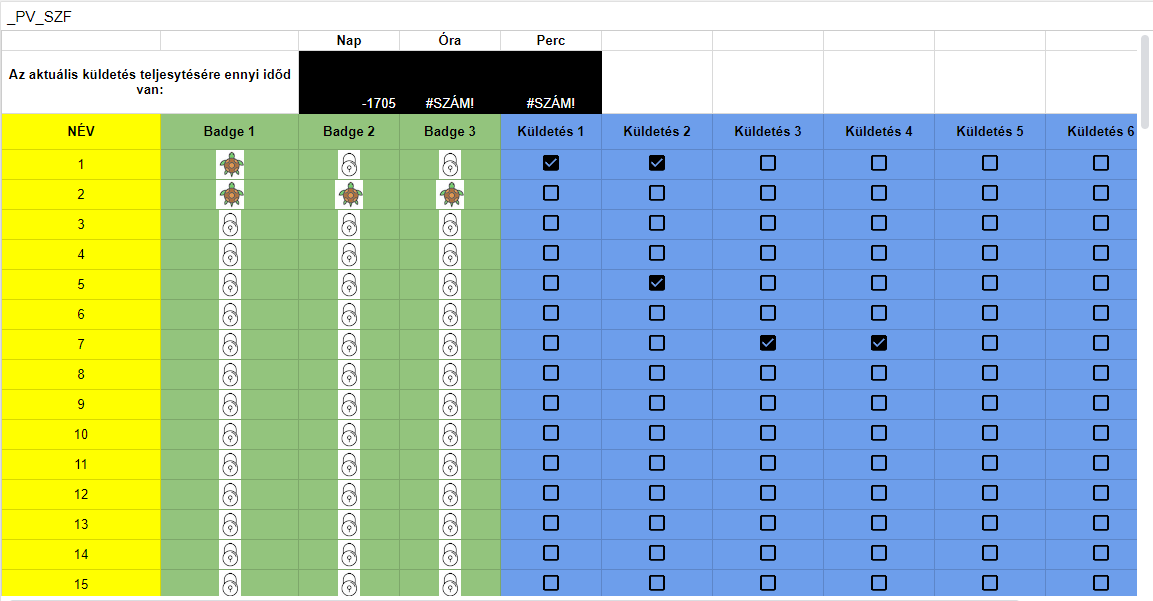 _PV_SZF
Nap Óra Perc
Az aktuális küldetés teljesytésére ennyi időd
van:
-1705 #SZÁM! #SZÁM!
NÉV Badge 1 Badge 2 Badge 3 Küldetés 1 Küldetés 2 Küldetés 3 Küldetés 4 Küldetés 5 Küldetés 6
1
2
3
4
5
6
7
8
9
10
11
12
13
14
15